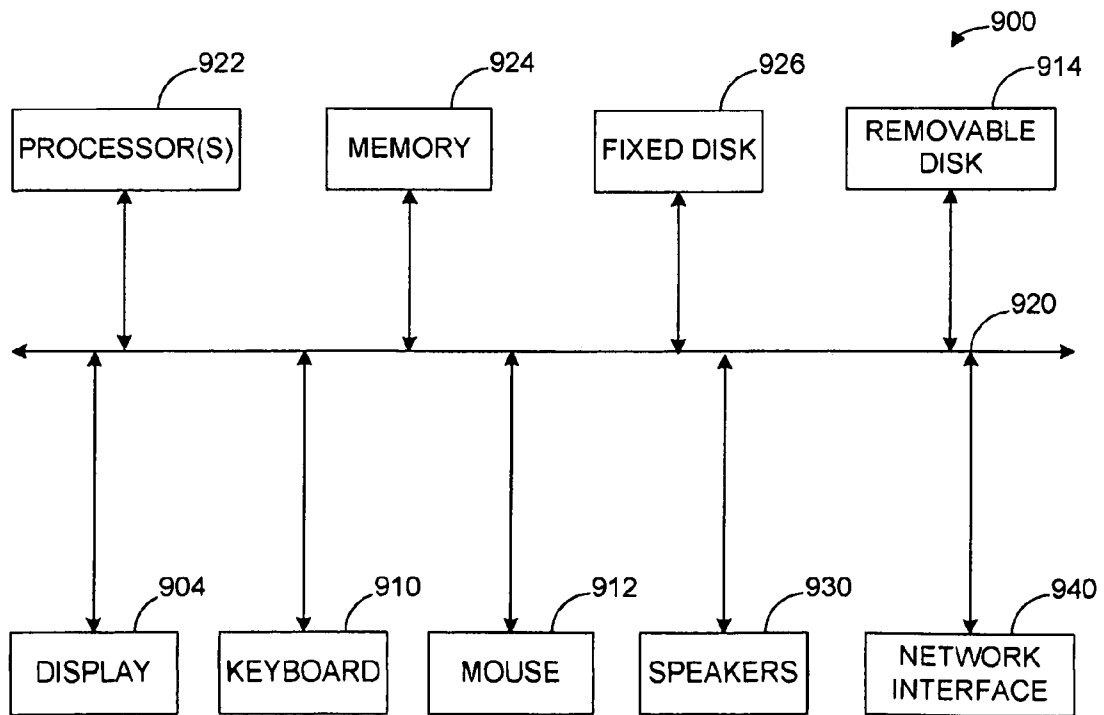 900
922
924
926
914
PROCESSOR(S)
MEMORY
FIXED DISK
REMOVABLE
DISK
920
904
910
912
930
940
DISPLAY
KEYBOARD
MOUSE
SPEAKERS
NETWORK
INTERFACE